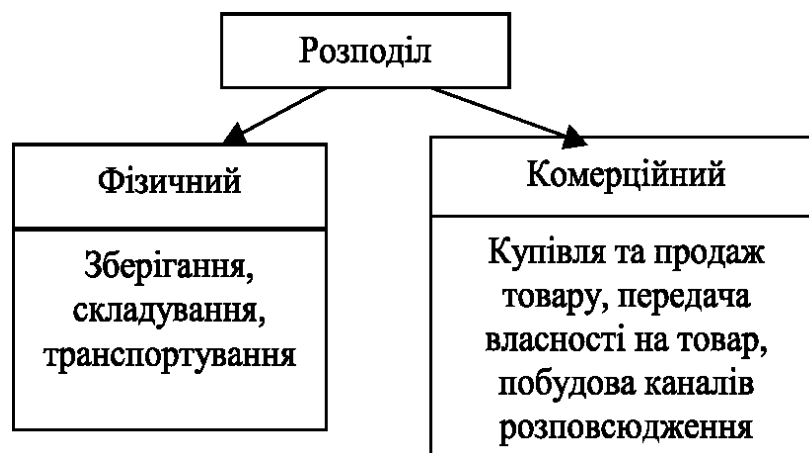 Розподіл
Фізичний
Зберігання,
складування,
транспортування
Комерційний
Купівля та продаж
товару, передача
власності на товар,
побудова каналів
розповсюдження